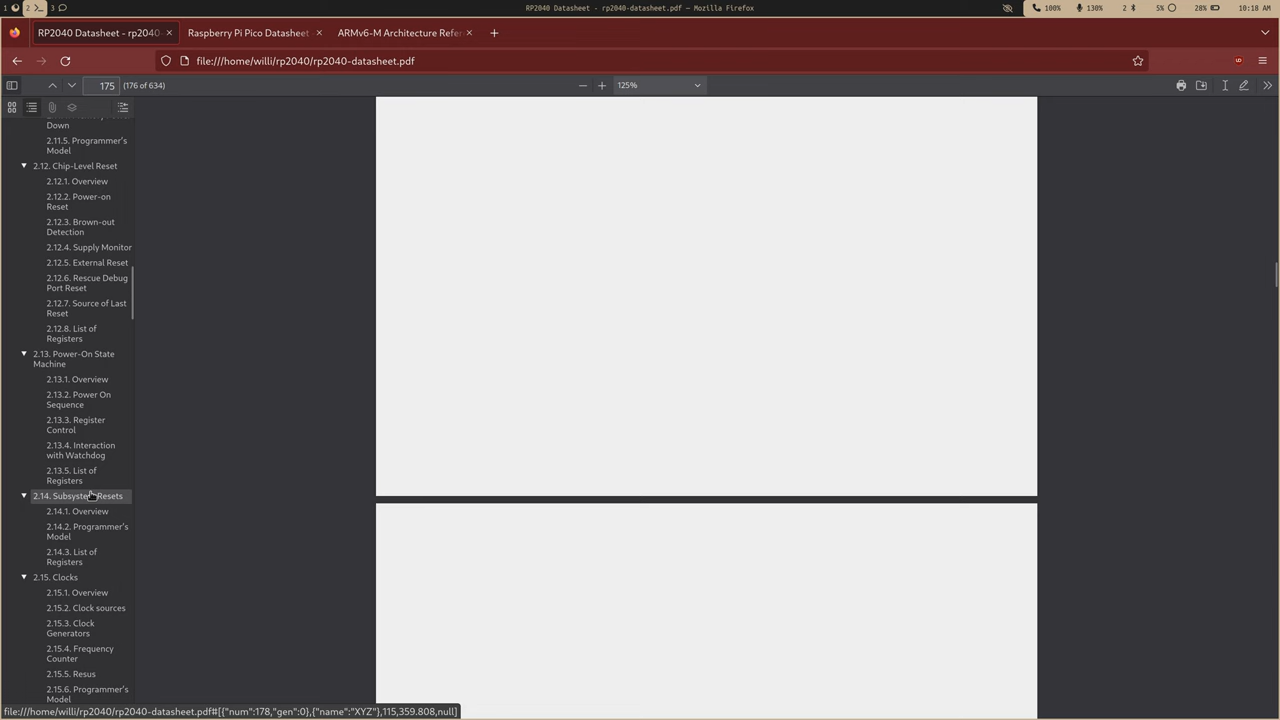 1 2 3 RP2040 Datasheet - rp2040-datasheet.pdf — Mozilla Firefox 100% 130% 2 5% 28% 10:18 AM
RP2040 Datasheet - rp2040- Raspberry Pi Pico Datasheet ARMv6-M Architecture Refer
file:///home/willi/rp2040/rp2040-datasheet.pdf
175 (176 of 634) 125%
Down
2.11.5. Programmer's
Model
2.12. Chip-Level Reset
2.12.1. Overview
2.12.2. Power-on
Reset
2.12.3. Brown-out
Detection
2.12.4. Supply Monitor
2.12.5. External Reset
2.12.6. Rescue Debug
Port Reset
2.12.7. Source of Last
Reset
2.12.8. List of
Registers
2.13. Power-On State
Machine
2.13.1. Overview
2.13.2. Power On
Sequence
2.13.3. Register
Control
2.13.4. Interaction
with Watchdog
2.13.5. List of
Registers
2.14. Subsystem Resets
2.14.1. Overview
2.14.2. Programmer's
Model
2.14.3. List of
Registers
2.15. Clocks
2.15.1. Overview
2.15.2. Clock sources
2.15.3. Clock
Generators
2.15.4. Frequency
Counter
2.15.5. Resus
2.15.6. Programmer's
Model
file:///home/willi/rp2040/rp2040-datasheet.pdf#[{"num":178,"gen":0},{"name":"XYZ"},115,359.808,null]